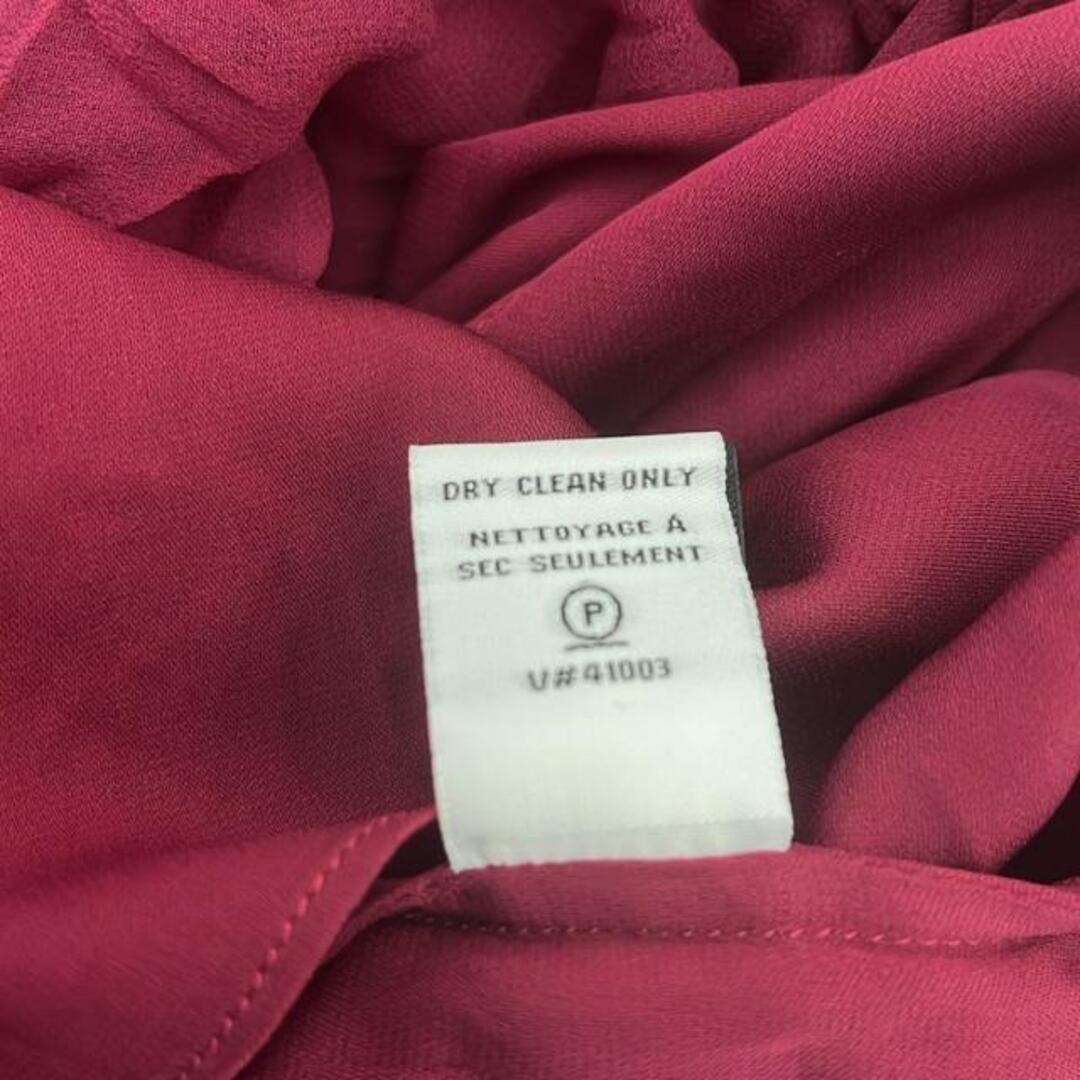 DRY CLEAN ONLY
NETTOYAGE À
SEC SEULEMENT
P
V#41003